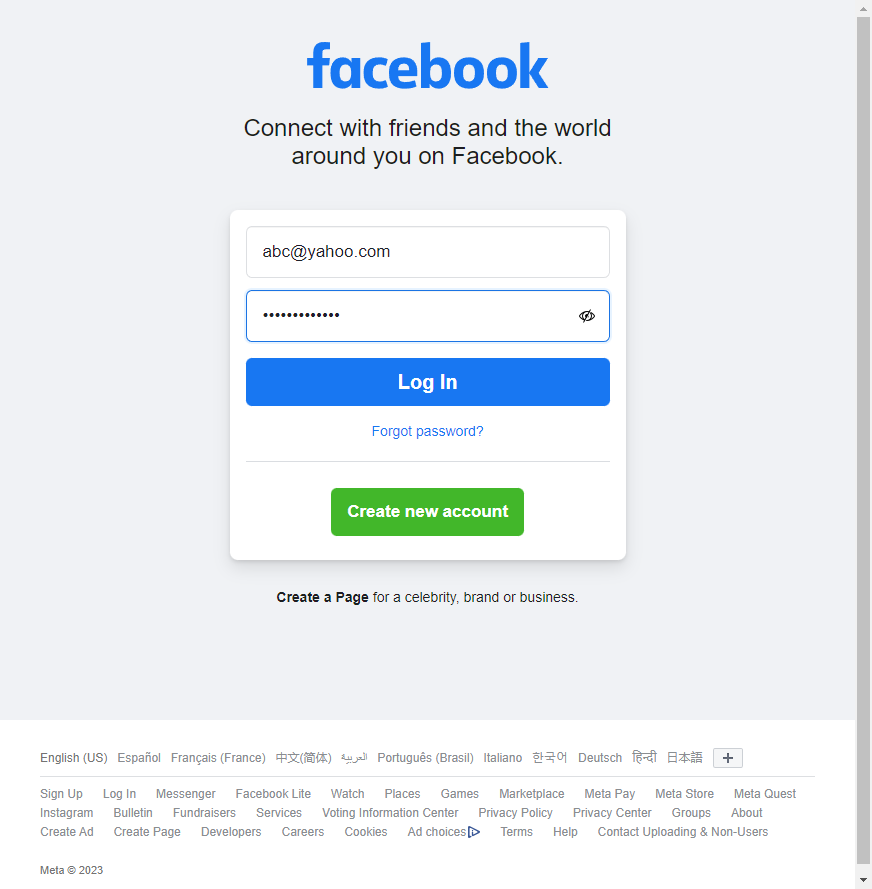 facebook
Connect with friends and the world
around you on Facebook.
abc@yahoo.com
•••••••••••••
Log In
Forgot password?
Create new account
Create a Page for a celebrity, brand or business.
English (US) Español Français (France) 中文(简体) العربية Português (Brasil) Italiano 한국어 Deutsch हिन्दी 日本語 +
Sign Up Log In Messenger Facebook Lite Watch Places Games Marketplace Meta Pay Meta Store Meta Quest
Instagram Bulletin Fundraisers Services Voting Information Center Privacy Policy Privacy Center Groups About
Create Ad Create Page Developers Careers Cookies Ad choices Terms Help Contact Uploading & Non-Users
Meta © 2023